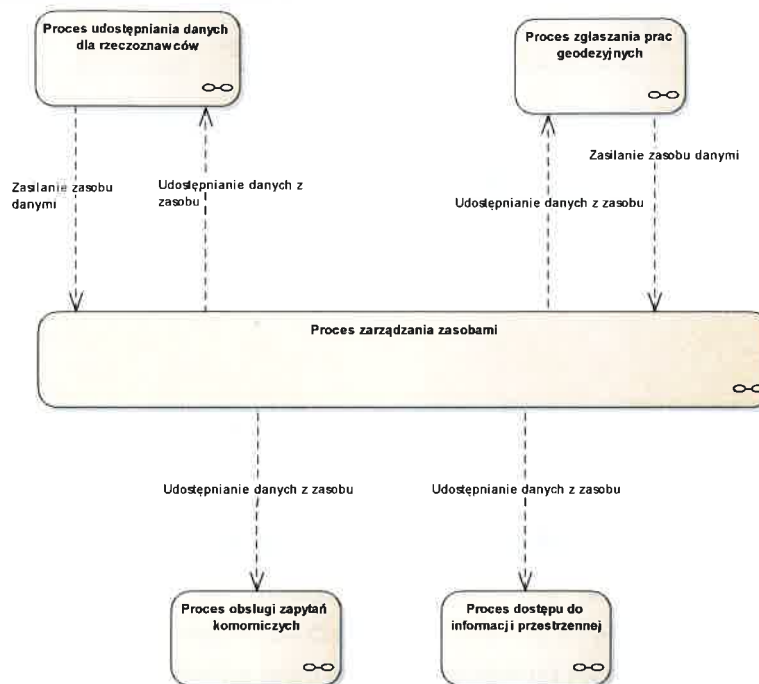 Proces udostępniania danych
dla rzeczoznawców
Proces zgłaszania prac
geodezyjnych
Zasilanie zasobu
danymi
Udostępnianie danych z
zasobu
Zasilanie zasobu danymi
Udostępnianie danych z zasobu
Proces zarządzania zasobami
Udostępnianie danych z zasobu
Udostępnianie danych z zasobu
Proces obsługi zapytań
komorniczych
Proces dostępu do
informacji przestrzennej